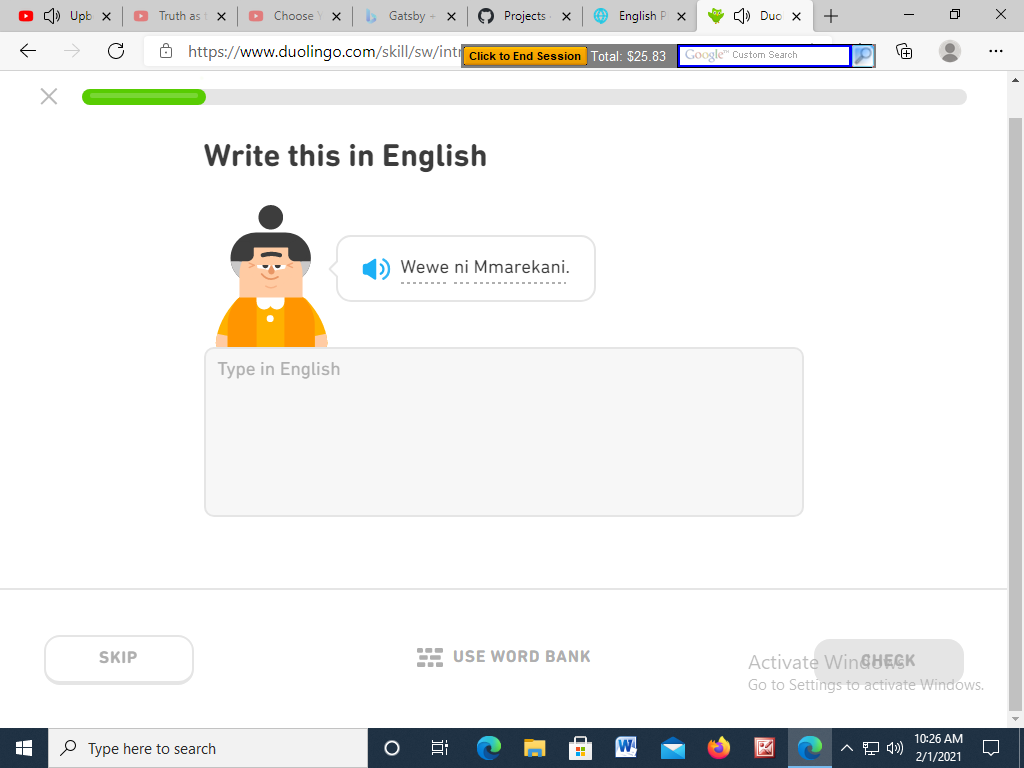 Upb
Truth as
Choose
Gatsby
Projects
English P
Duo
https://www.duolingo.com/skill/sw/intr
Click to End Session
Total: $25.83
Google™ Custom Search
Write this in English
Wewe ni Mmarekani.
Type in English
SKIP
USE WORD BANK
CHECK
Activate Windows
Go to Settings to activate Windows.
Type here to search
10:26 AM
2/1/2021